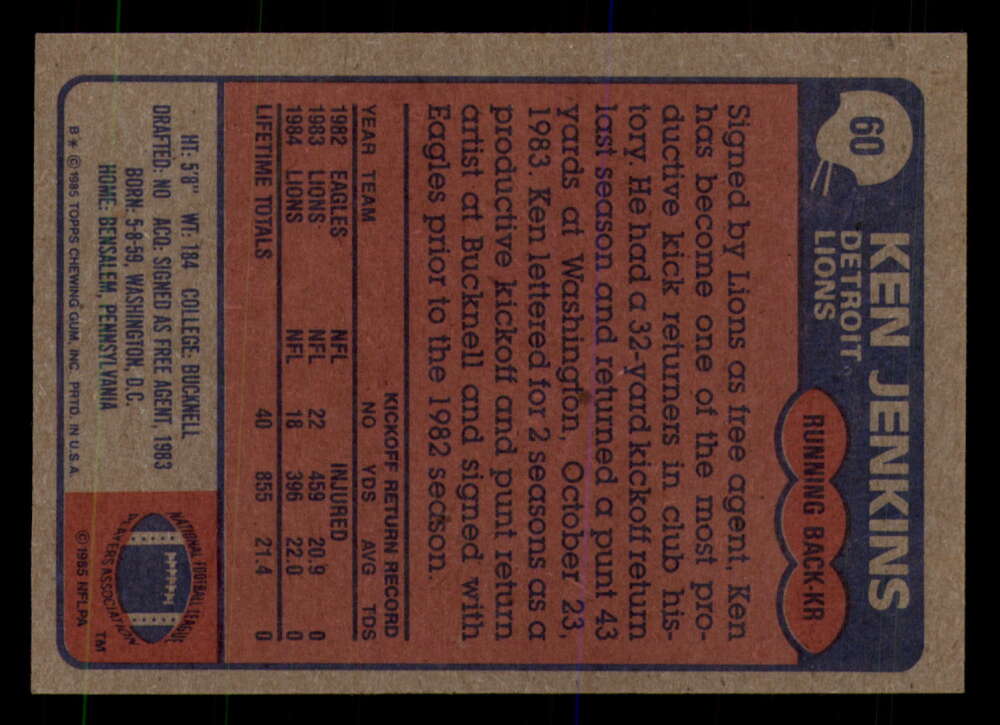 60
KEN JENKINS
DETROIT
LIONS
RUNNING BACK-KR
Signed by Lions as free agent, Ken
has become one of the most pro-
ductive kick returners in club his-
tory. He had a 32-yard kickoff return
last season and returned a punt 43
yards at Washington, October 23,
1983. Ken lettered for 2 seasons as a
productive kickoff and punt return
artist at Bucknell and signed with
Eagles prior to the 1982 season.
KICKOFF RETURN RECORD
YEAR TEAM NO YDS AVG TDS
1982 EAGLES NFL INJURED
1983 LIONS NFL 22 459 20.9 0
1984 LIONS NFL 18 396 22.0 0
LIFETIME TOTALS 40 855 21.4 0
HT: 5'8" WT: 184 COLLEGE: BUCKNELL
DRAFTED: NO ACQ: SIGNED AS FREE AGENT, 1983
BORN: 5-8-59, WASHINGTON, D.C.
HOME: BENSALEM, PENNSYLVANIA
B* © 1985 TOPPS CHEWING GUM, INC. PRTD. IN U.S.A.
NATIONAL FOOTBALL LEAGUE
PLAYERS ASSOCIATION
TM
© 1985 NFLPA